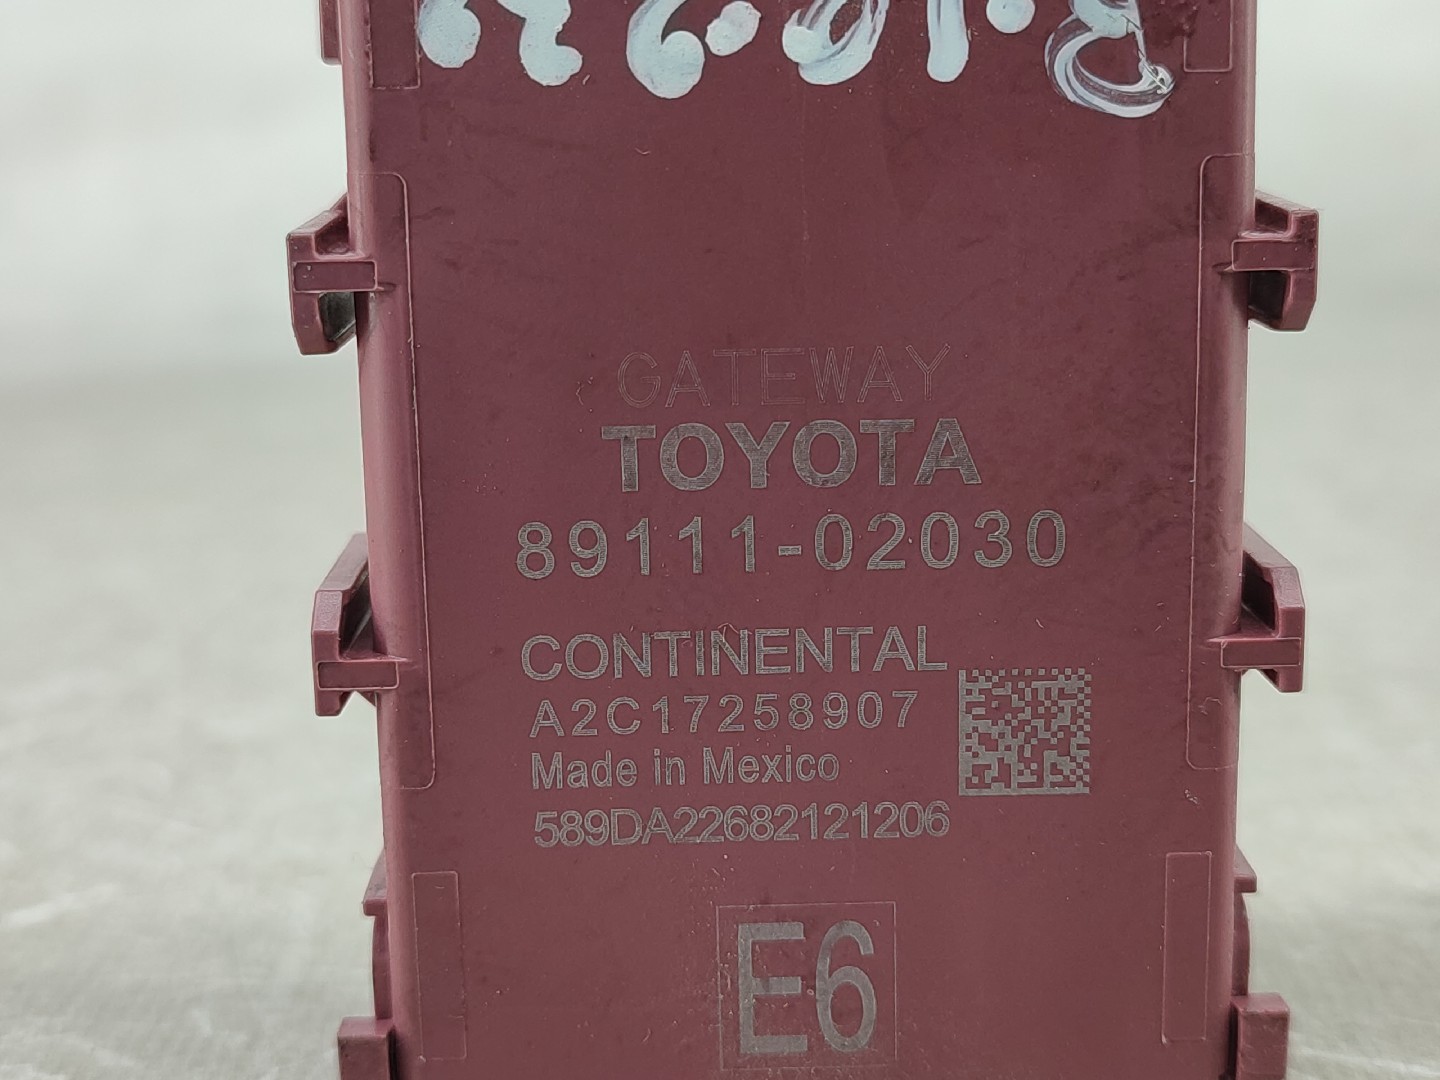 GATEWAY
TOYOTA
89111-02030
CONTINENTAL
A2C17258907
Made in Mexico
589DA22682121206
E6